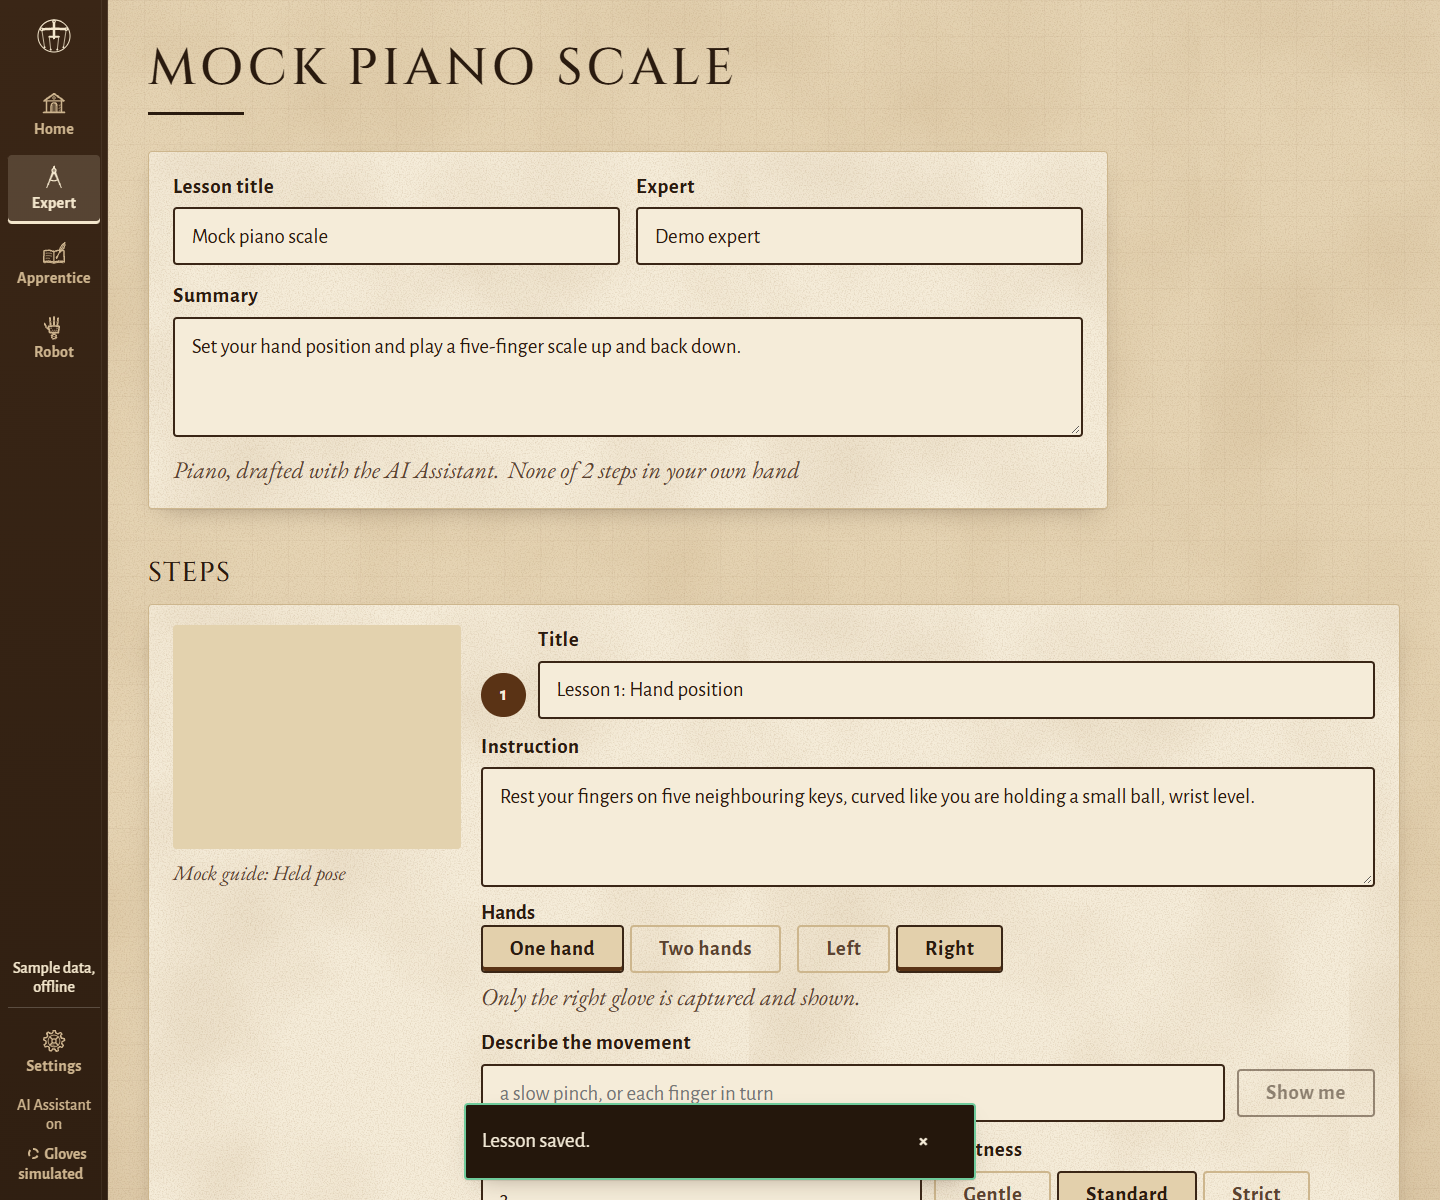 Home
Expert
Apprentice
Robot
Sample data,
offline
Settings
AI Assistant
on
Gloves
simulated
MOCK PIANO SCALE
Lesson title
Expert
Mock piano scale
Demo expert
Summary
Set your hand position and play a five-finger scale up and back down.
Piano, drafted with the AI Assistant. None of 2 steps in your own hand
STEPS
Title
1
Lesson 1: Hand position
Instruction
Rest your fingers on five neighbouring keys, curved like you are holding a small ball, wrist level.
Mock guide: Held pose
Hands
One hand
Two hands
Left
Right
Only the right glove is captured and shown.
Describe the movement
a slow pinch, or each finger in turn
Show me
Lesson saved.
×
Gentle
Standard
Strict